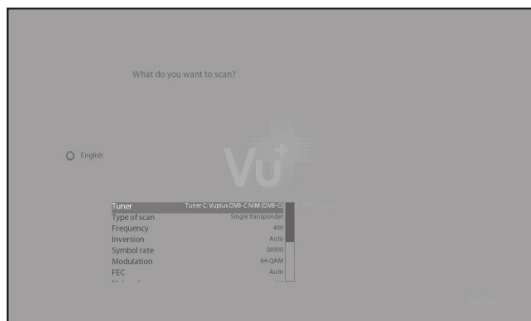 What do you want to scan?
English
Vu+
Tuner Tuner C: Vuplus DVB-C NIM (DVB-C)
Type of scan Single transponder
Frequency 466
Inversion Auto
Symbol rate 06900
Modulation 64-QAM
FEC Auto